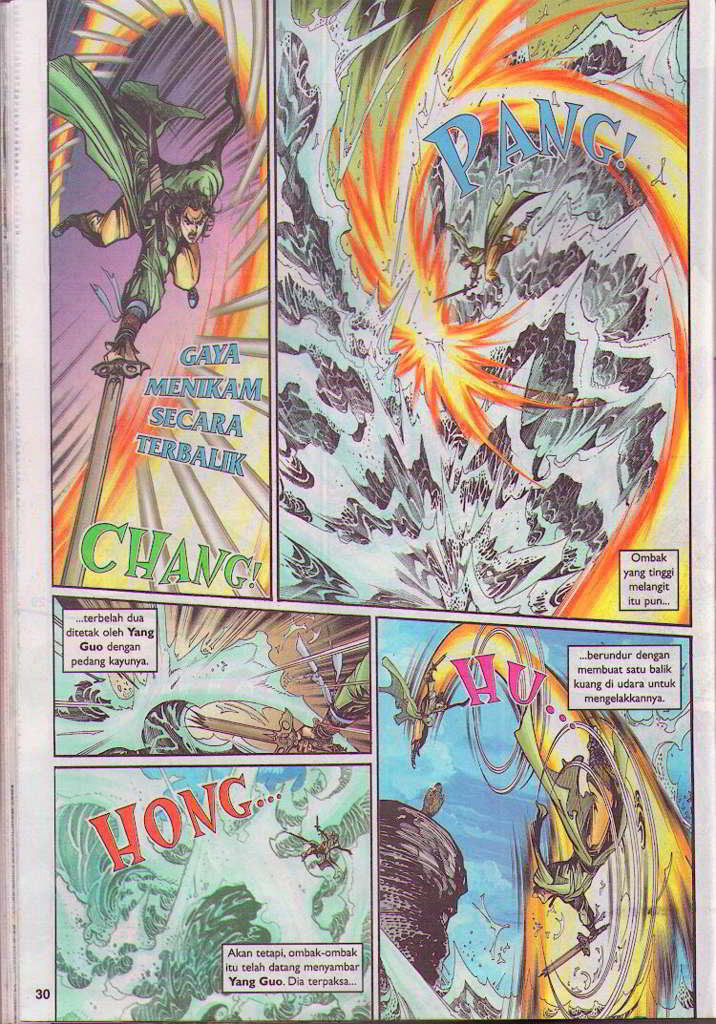 GAYA
MENIKAM
SECARA
TERBALIK
CHANG!
PANG!
Ombak
yang tinggi
melangit
itu pun...
...terbelah dua
ditetak oleh Yang
Guo dengan
pedang kayunya.
HONG...
Akan tetapi, ombak-ombak
itu telah datang menyambar
Yang Guo. Dia terpaksa...
HU...
...berundur dengan
membuat satu balik
kuang di udara untuk
mengelakkannya.
30